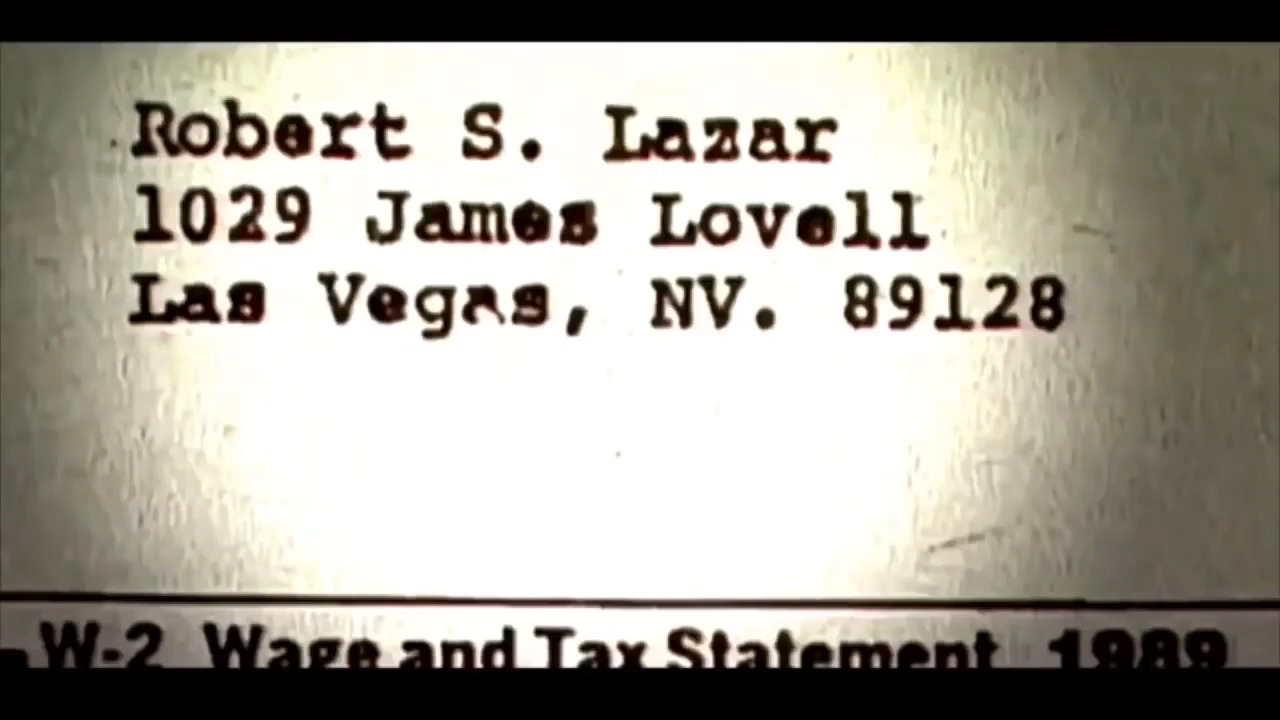 Robert S. Lazar
1029 James Lovell
Las Vegas, NV. 89128
W-2 Wage and Tax Statement 1989